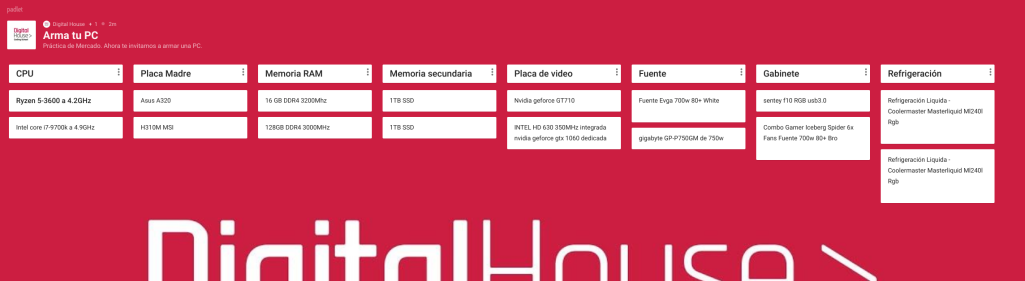 padlet
Digital House>
Digital House + 1 • 2m
Arma tu PC
Práctica de Mercado. Ahora te invitamos a armar una PC.
CPU
Ryzen 5-3600 a 4.2GHz
Intel core i7-9700k a 4.9GHz
Placa Madre
Asus A320
H310M MSI
Memoria RAM
16 GB DDR4 3200Mhz
128GB DDR4 3000MHz
Memoria secundaria
1TB SSD
1TB SSD
Placa de video
Nvidia geforce GT710
INTEL HD 630 350MHz integrada
nvidia geforce gtx 1060 dedicada
Fuente
Fuente Evga 700w 80+ White
gigabyte GP-P750GM de 750w
Gabinete
sentey f10 RGB usb3.0
Combo Gamer Iceberg Spider 6x
Fans Fuente 700w 80+ Bro
Refrigeración
Refrigeración Liquida -
Coolermaster Masterliquid Ml240l
Rgb
Refrigeración Liquida -
Coolermaster Masterliquid Ml240l
Rgb
DigitalHouse>